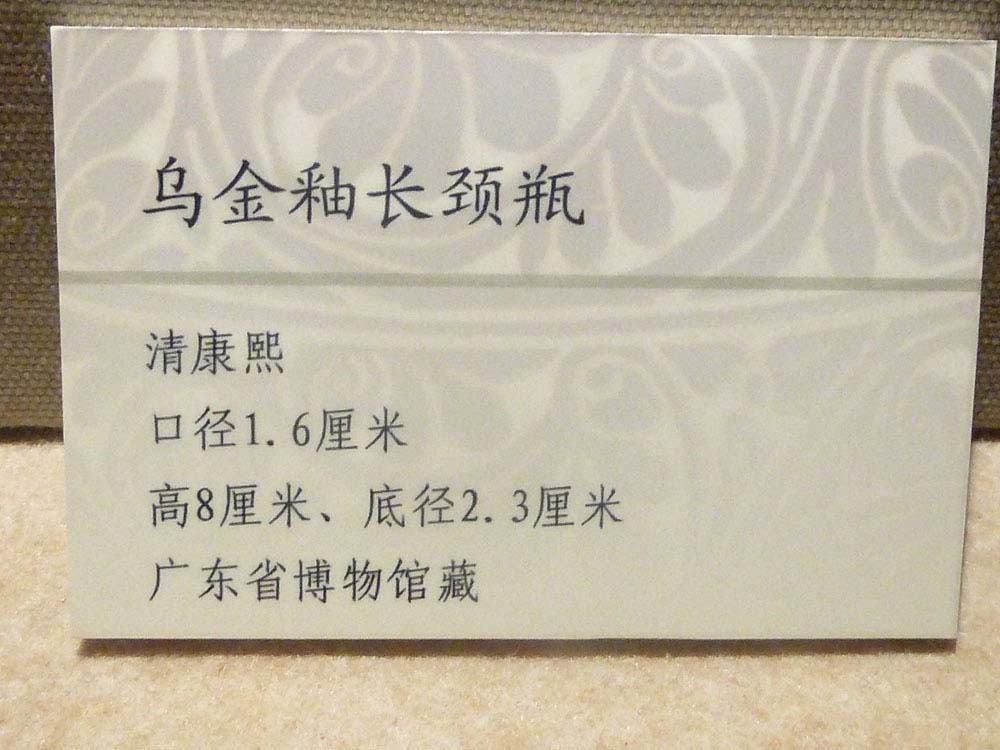 乌金釉长颈瓶
清康熙
口径1.6厘米
高8厘米、底径2.3厘米
广东省博物馆藏